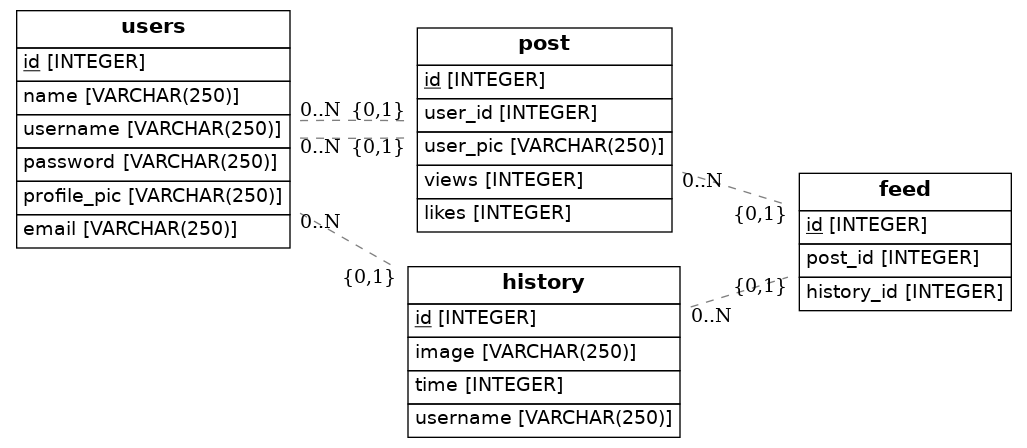 users
id [INTEGER]
name [VARCHAR(250)]
username [VARCHAR(250)]
password [VARCHAR(250)]
profile_pic [VARCHAR(250)]
email [VARCHAR(250)]
0..N {0,1}
0..N {0,1}
0..N
{0,1}
post
id [INTEGER]
user_id [INTEGER]
user_pic [VARCHAR(250)]
views [INTEGER]
likes [INTEGER]
history
id [INTEGER]
image [VARCHAR(250)]
time [INTEGER]
username [VARCHAR(250)]
0..N
{0,1}
{0,1}
0..N
feed
id [INTEGER]
post_id [INTEGER]
history_id [INTEGER]